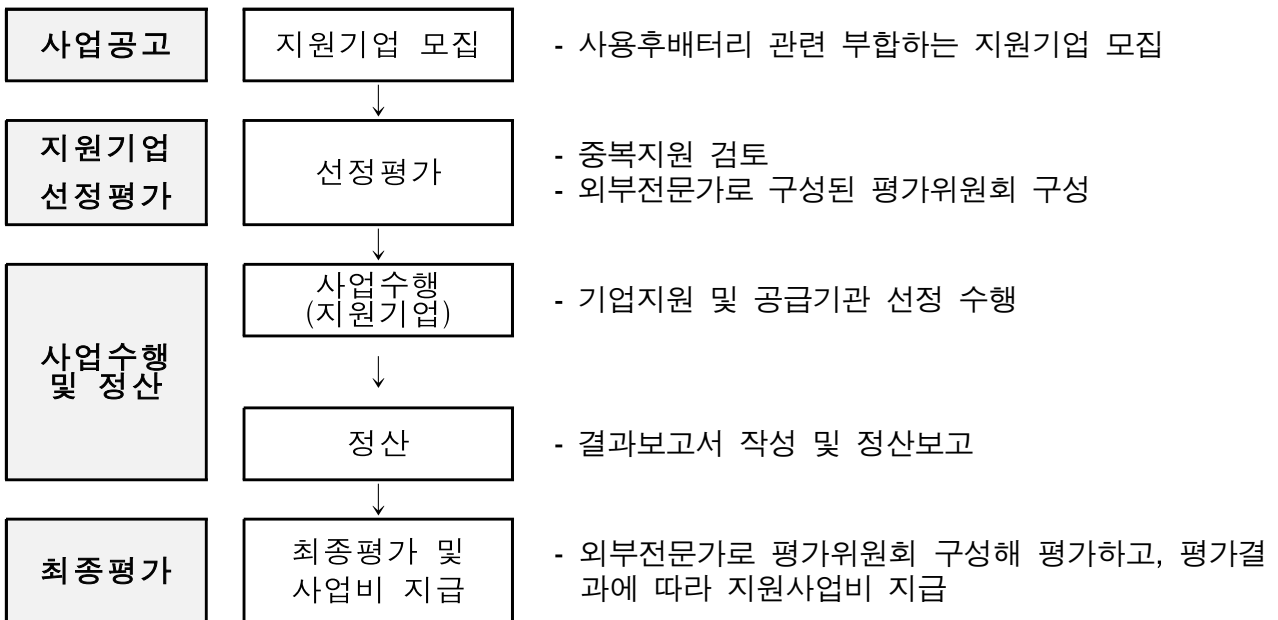 사업공고
지원기업 모집
- 사용후배터리 관련 부합하는 지원기업 모집
↓
지원기업
선정평가
선정평가
- 중복지원 검토
- 외부전문가로 구성된 평가위원회 구성
↓
사업수행
및 정산
사업수행
(지원기업)
- 기업지원 및 공급기관 선정 수행
↓
정산
- 결과보고서 작성 및 정산보고
↓
최종평가
최종평가 및
사업비 지급
- 외부전문가로 평가위원회 구성해 평가하고, 평가결
과에 따라 지원사업비 지급